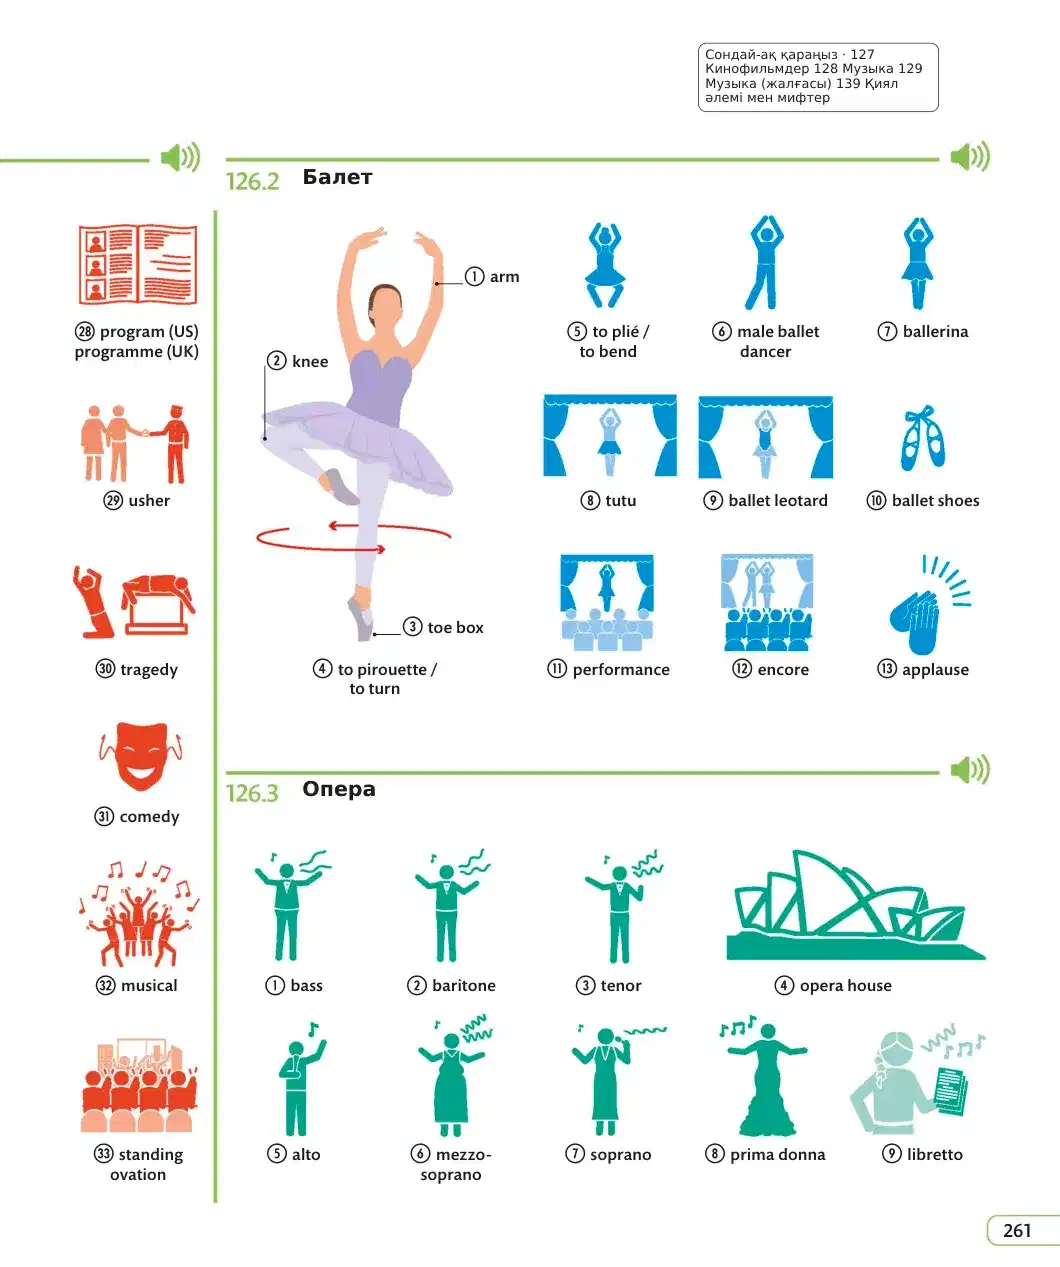 Сондай-ақ қараңыз · 127
Кинофильмдер 128 Музыка 129
Музыка (жалғасы) 139 Қиял
әлемі мен мифтер
28 program (US)
programme (UK)
29 usher
30 tragedy
31 comedy
32 musical
33 standing
ovation
126.2 Балет
1 arm
2 knee
3 toe box
4 to pirouette /
to turn
5 to plié /
to bend
6 male ballet
dancer
7 ballerina
8 tutu
9 ballet leotard
10 ballet shoes
11 performance
12 encore
13 applause
126.3 Опера
1 bass
2 baritone
3 tenor
4 opera house
5 alto
6 mezzo-
soprano
7 soprano
8 prima donna
9 libretto
261